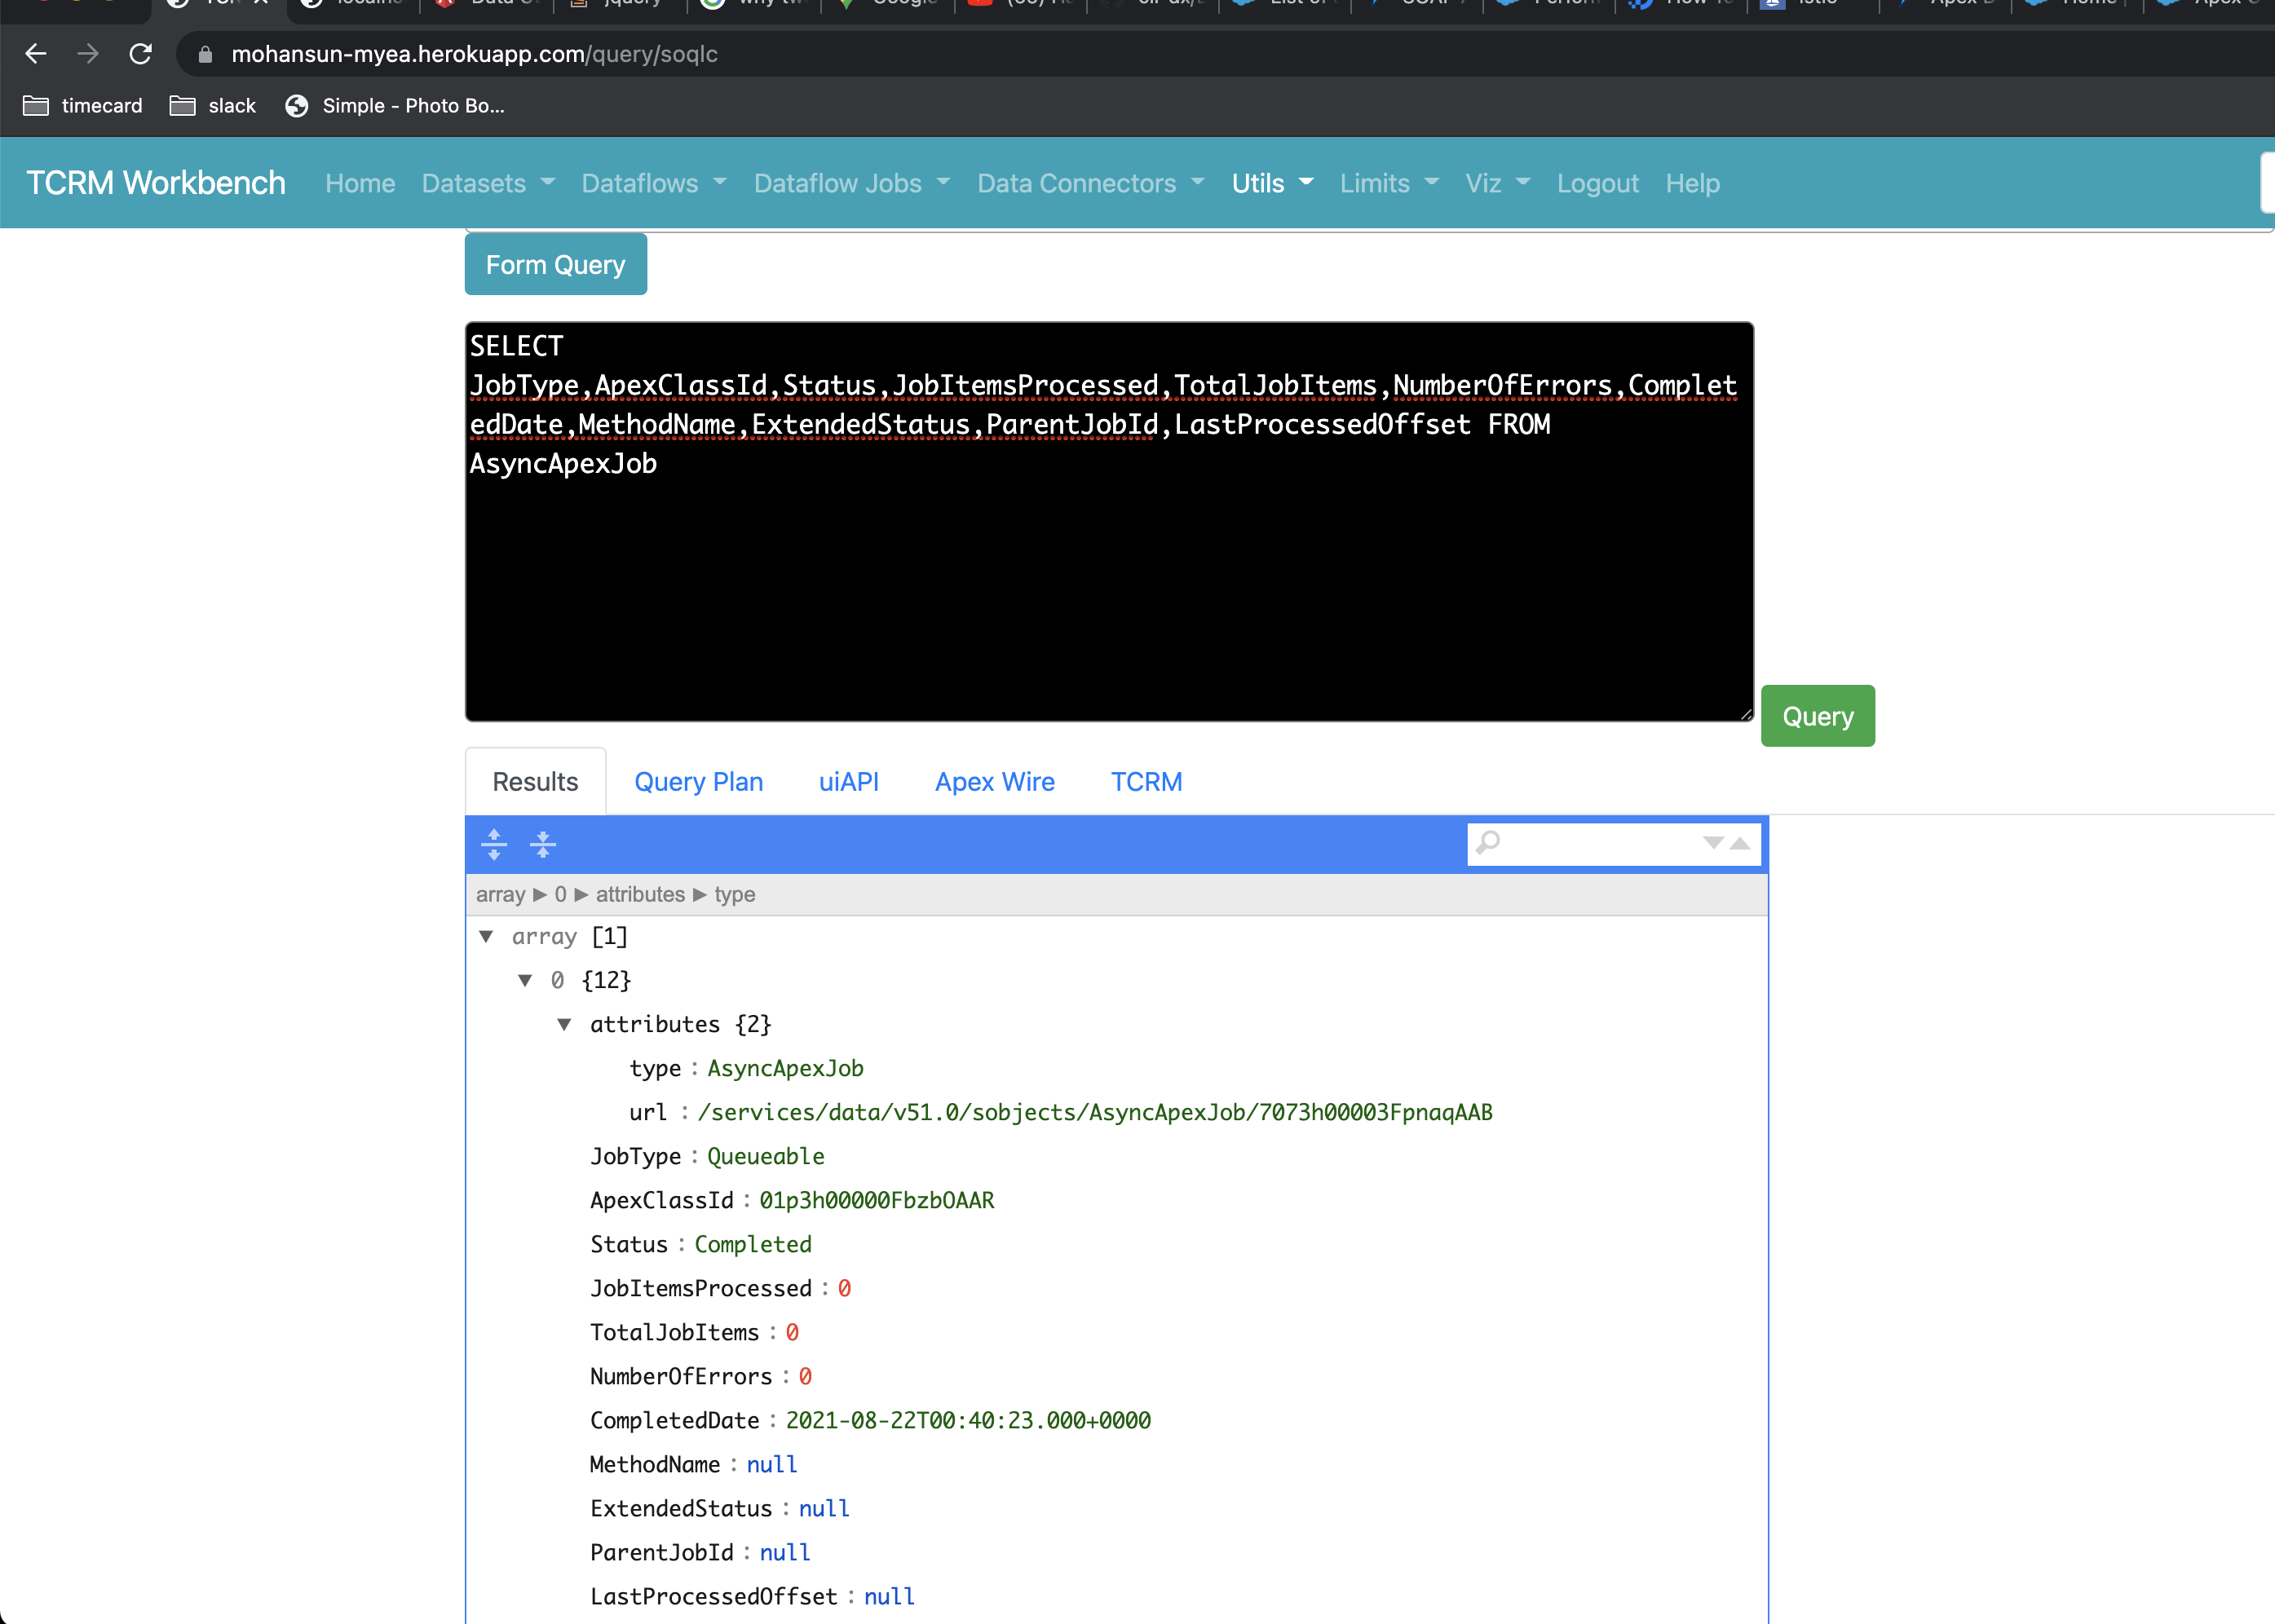 mohansun-myea.herokuapp.com/query/soqlc
timecard slack Simple - Photo Bo...
TCRM Workbench Home Datasets Dataflows Dataflow Jobs Data Connectors Utils Limits Viz Logout Help
Form Query
SELECT
JobType,ApexClassId,Status,JobItemsProcessed,TotalJobItems,NumberOfErrors,Complet
edDate,MethodName,ExtendedStatus,ParentJobId,LastProcessedOffset FROM
AsyncApexJob
Query
Results Query Plan uiAPI Apex Wire TCRM
array ▶ 0 ▶ attributes ▶ type
array [1]
0 {12}
attributes {2}
type : AsyncApexJob
url : /services/data/v51.0/sobjects/AsyncApexJob/7073h00003FpnaqAAB
JobType : Queueable
ApexClassId : 01p3h00000FbzbOAAR
Status : Completed
JobItemsProcessed : 0
TotalJobItems : 0
NumberOfErrors : 0
CompletedDate : 2021-08-22T00:40:23.000+0000
MethodName : null
ExtendedStatus : null
ParentJobId : null
LastProcessedOffset : null